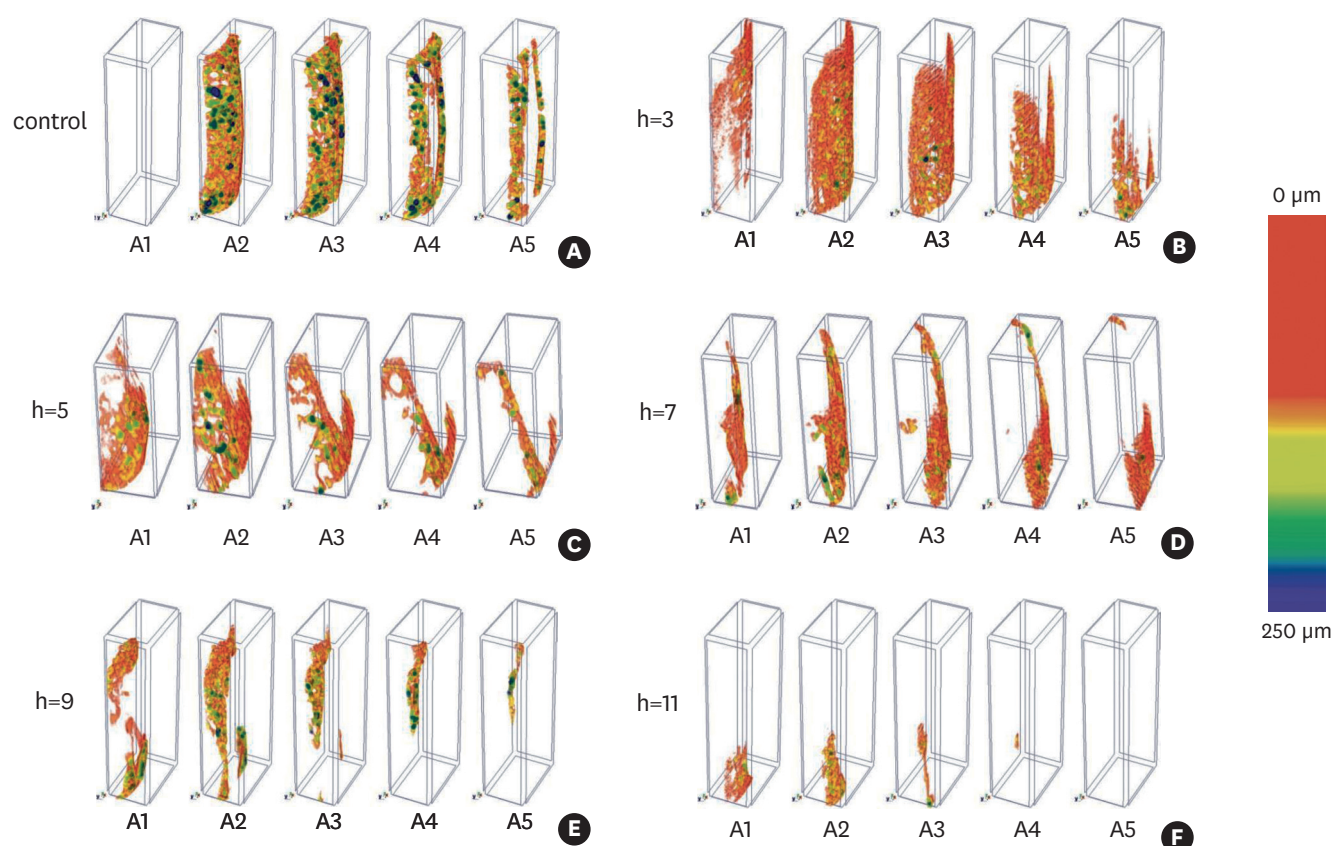 control
A1 A2 A3 A4 A5 A
h=3
A1 A2 A3 A4 A5 B
0 µm
h=5
A1 A2 A3 A4 A5 C
h=7
A1 A2 A3 A4 A5 D
250 µm
h=9
A1 A2 A3 A4 A5 E
h=11
A1 A2 A3 A4 A5 F